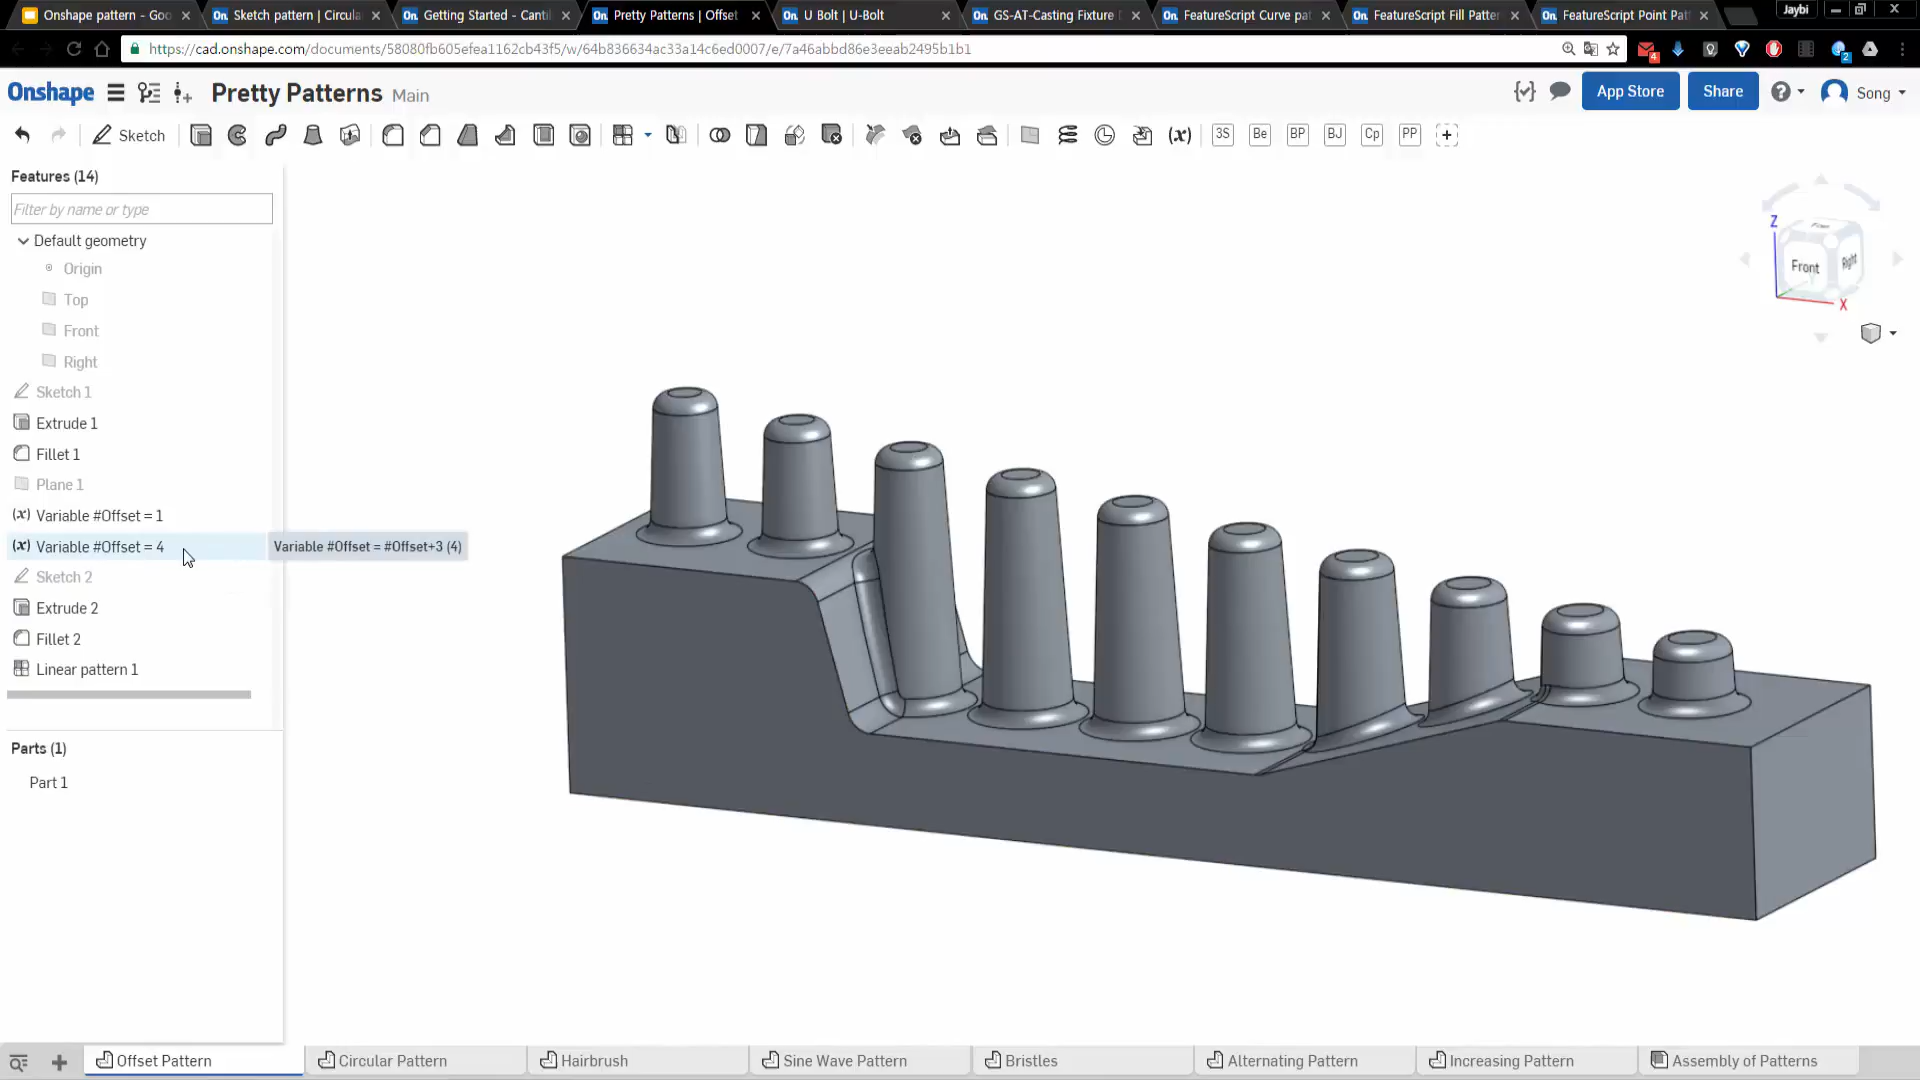 Onshape pattern - Goo
Sketch pattern | Circula
Getting Started - Canti
Pretty Patterns | Offset
U Bolt | U-Bolt
GS-AT-Casting Fixture
FeatureScript Curve pat
FeatureScript Fill Patter
FeatureScript Point Pat
Jaybi
https://cad.onshape.com/documents/58080fb605efea1162cb43f5/w/64b836634ac33a14c6ed0007/e/7a46abbd86e3eeab2495b1b1
4
2
Onshape
Pretty Patterns Main
App Store
Share
Song
Sketch
(x)
3S
Be
BP
BJ
Cp
PP
Features (14)
Filter by name or type
Default geometry
Origin
Top
Front
Right
Sketch 1
Extrude 1
Fillet 1
Plane 1
(x) Variable #Offset = 1
(x) Variable #Offset = 4
Variable #Offset = #Offset+3 (4)
Sketch 2
Extrude 2
Fillet 2
Linear pattern 1
Parts (1)
Part 1
Z
Top
Front
Right
X
Offset Pattern
Circular Pattern
Hairbrush
Sine Wave Pattern
Bristles
Alternating Pattern
Increasing Pattern
Assembly of Patterns